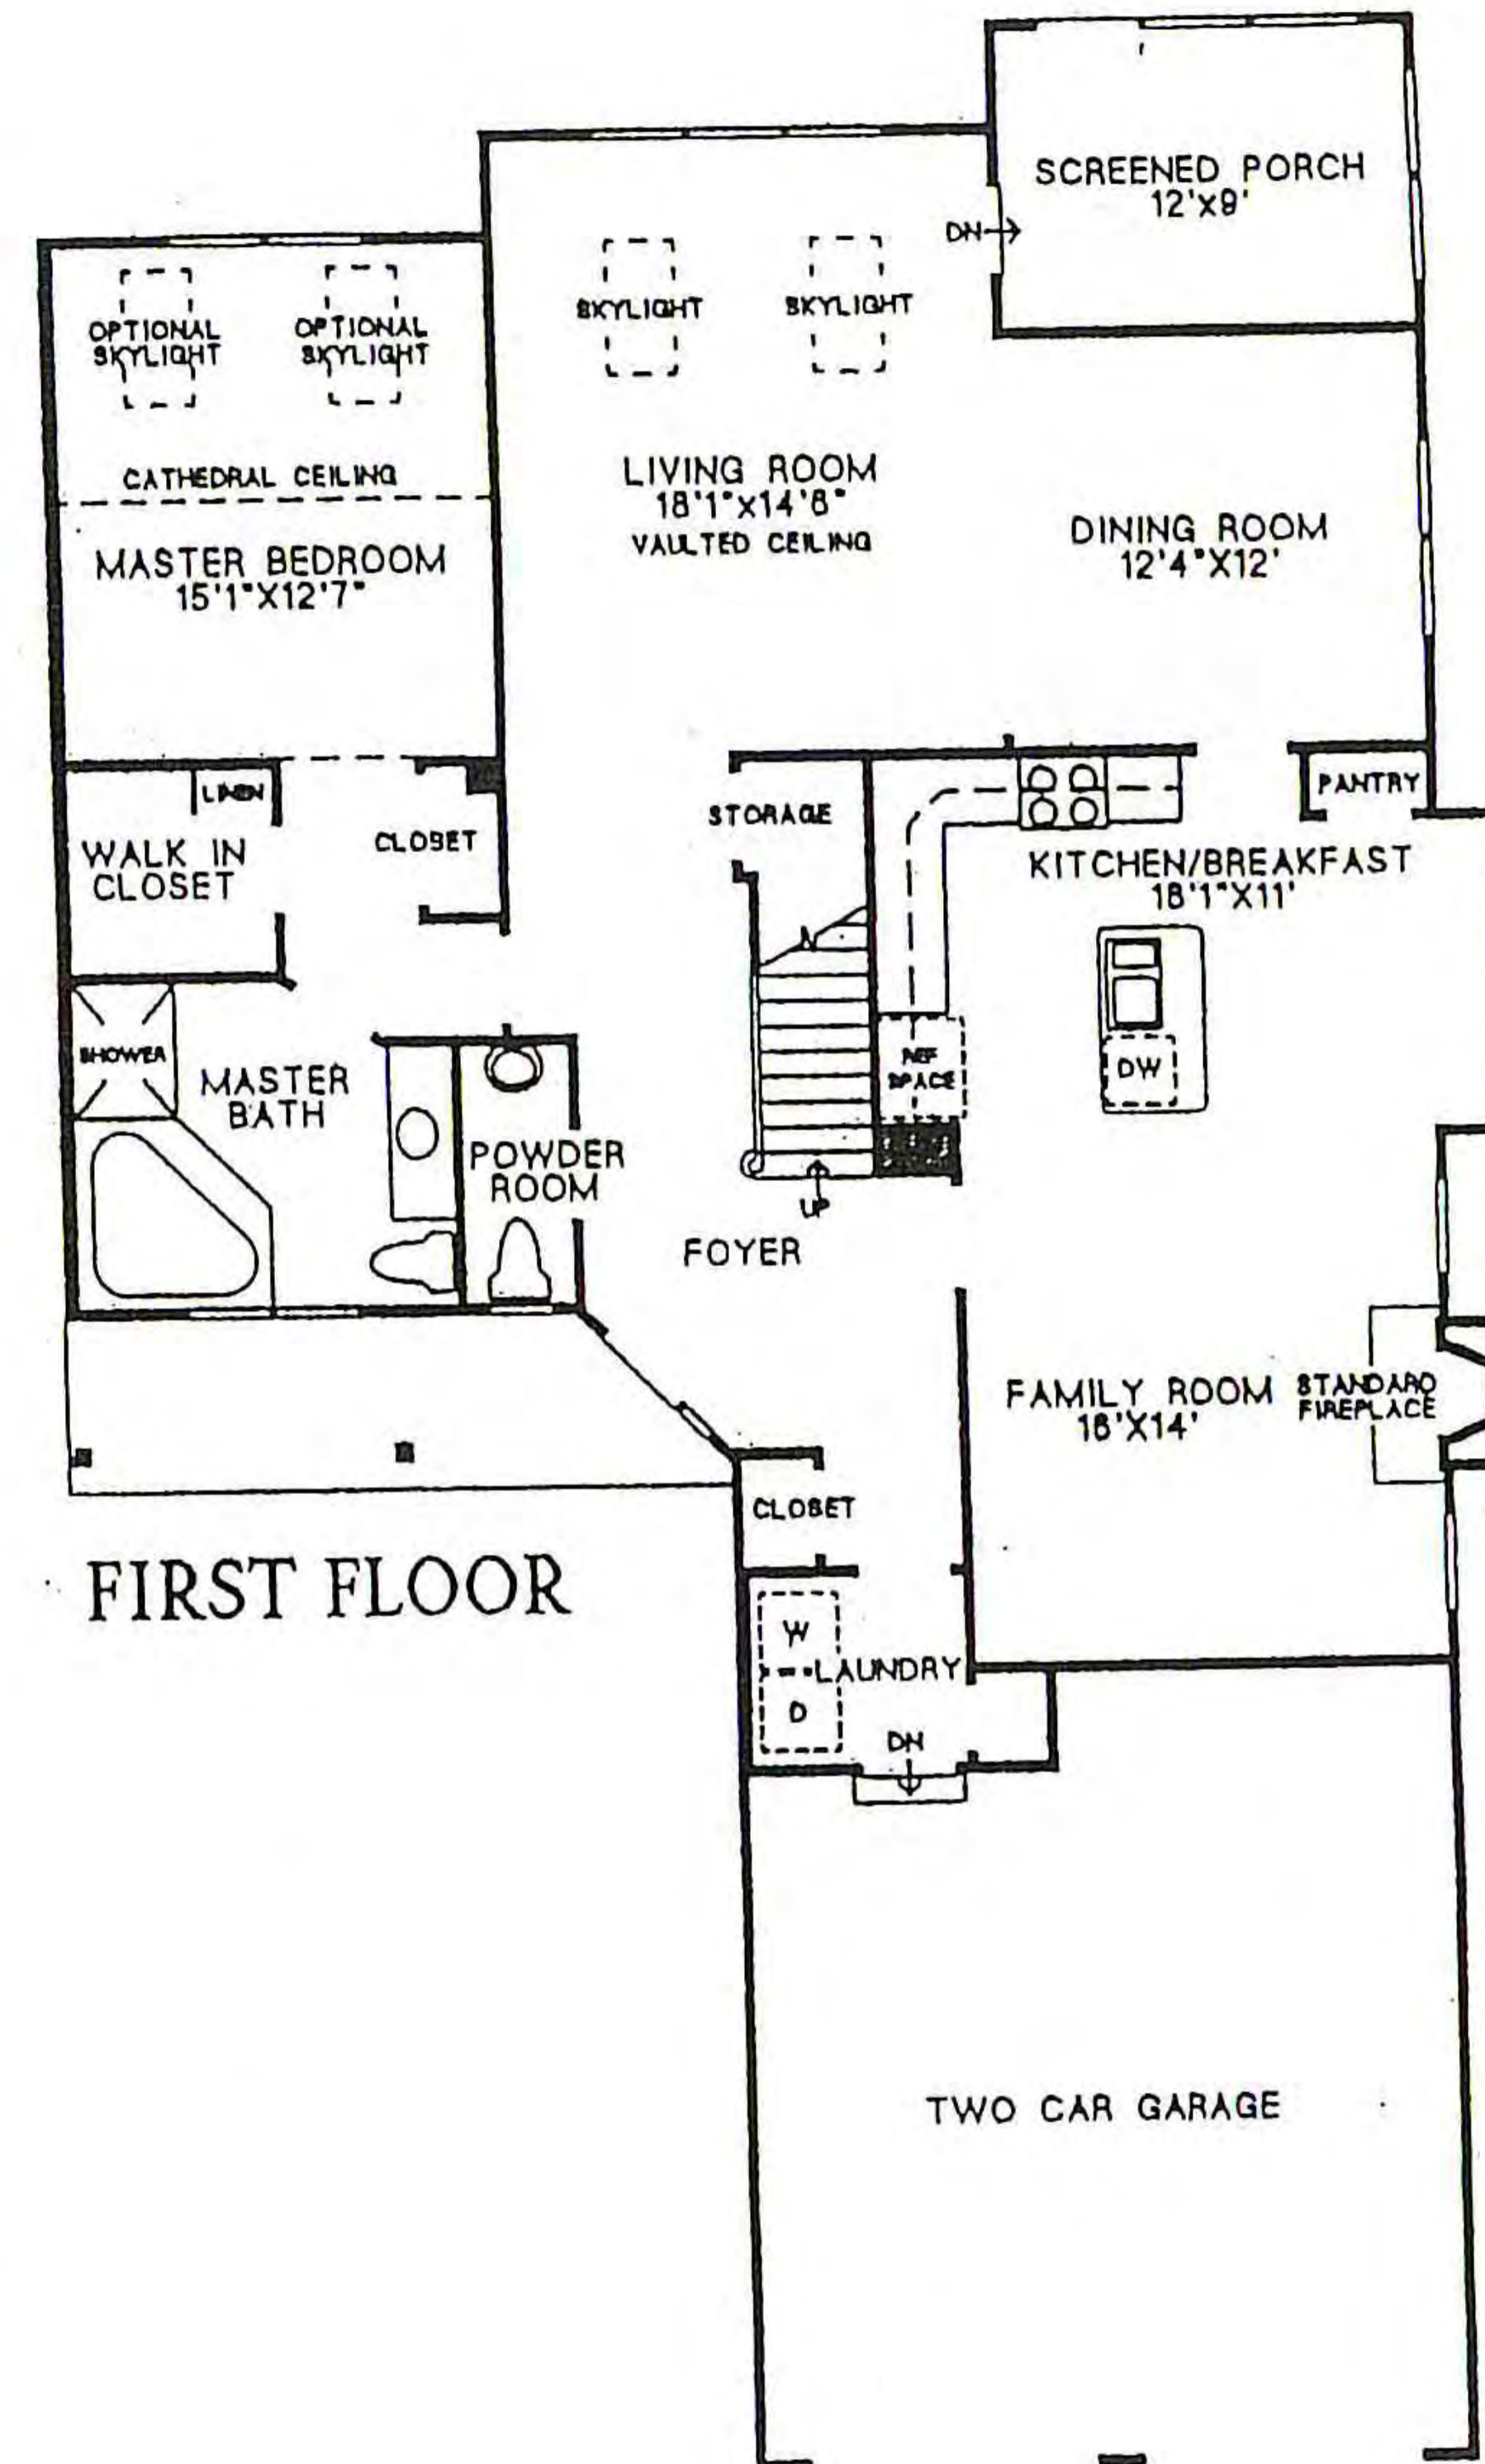 SCREENED PORCH
12'X9'
DN
SKYLIGHT
SKYLIGHT
OPTIONAL
SKYLIGHT
OPTIONAL
SKYLIGHT
CATHEDRAL CEILING
LIVING ROOM
18'1"X14'8"
VAULTED CEILING
DINING ROOM
12'4"X12'
MASTER BEDROOM
15'1"X12'7"
LINEN
WALK IN
CLOSET
CLOSET
STORAGE
PANTRY
KITCHEN/BREAKFAST
18'1"X11'
SHOWER
MASTER
BATH
REF
SPACE
DW
POWDER
ROOM
UP
FOYER
FAMILY ROOM
18'X14'
STANDARD
FIREPLACE
CLOSET
FIRST FLOOR
W
LAUNDRY
D
DN
TWO CAR GARAGE